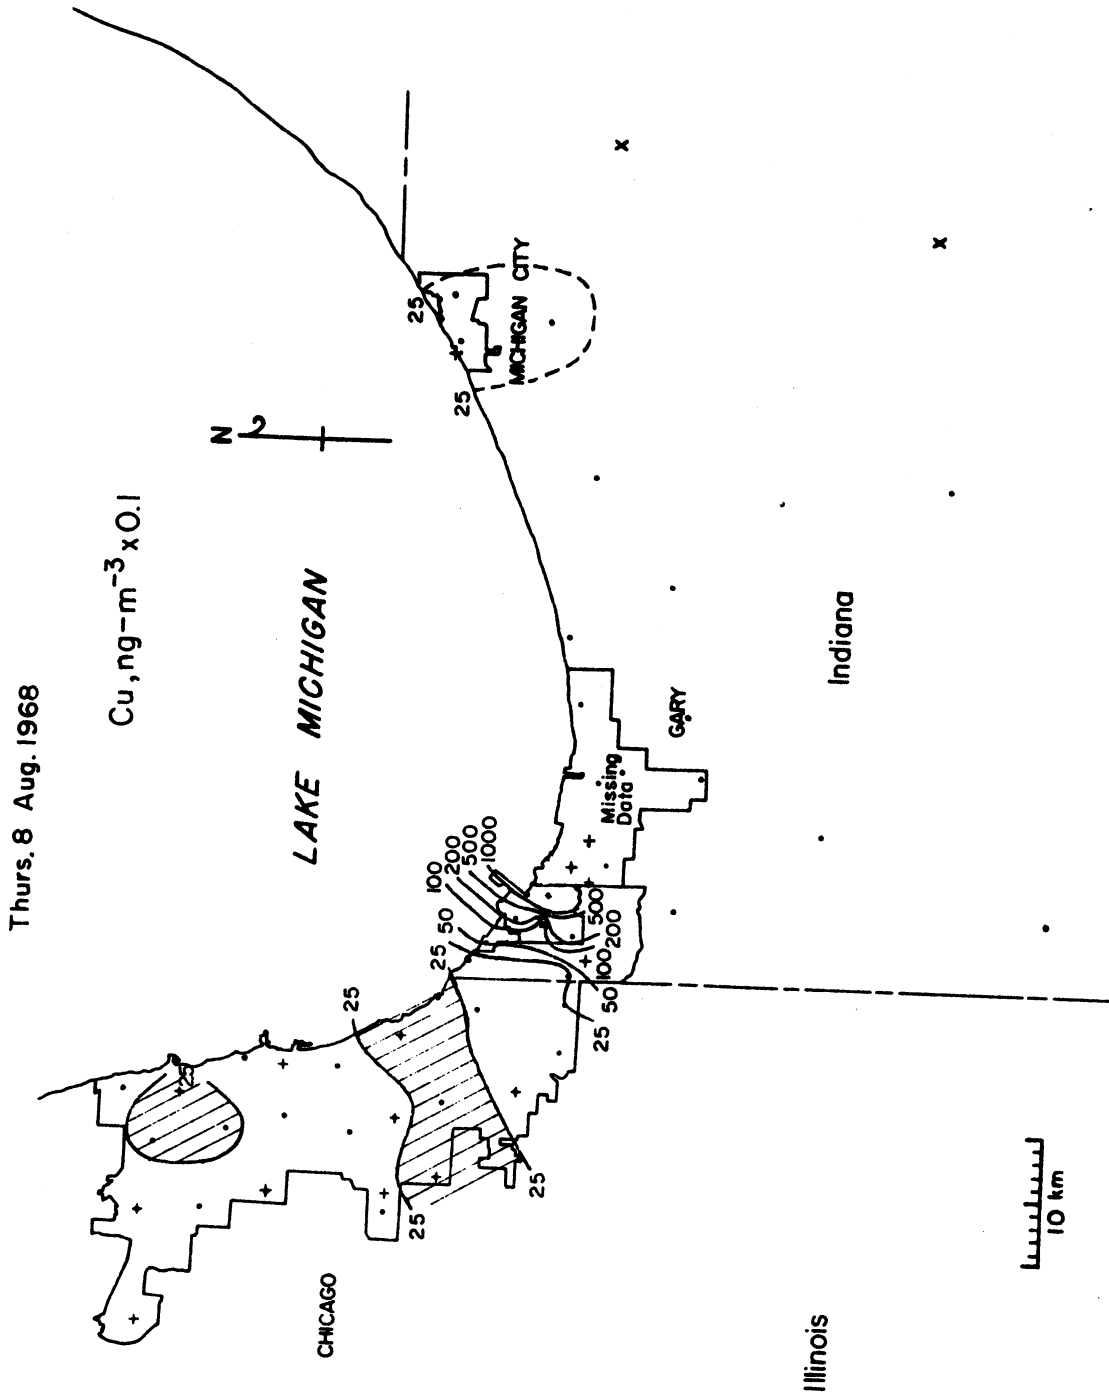 Thurs. 8 Aug. 1968
Cu, ng-m⁻³ x 0.1
N
LAKE MICHIGAN
CHICAGO
25
25
25
25
25
50
100
200
500
1000
25
50
100
200
500
Missing
Data
GARY
25
25
MICHIGAN CITY
x
x
Illinois
Indiana
10 km